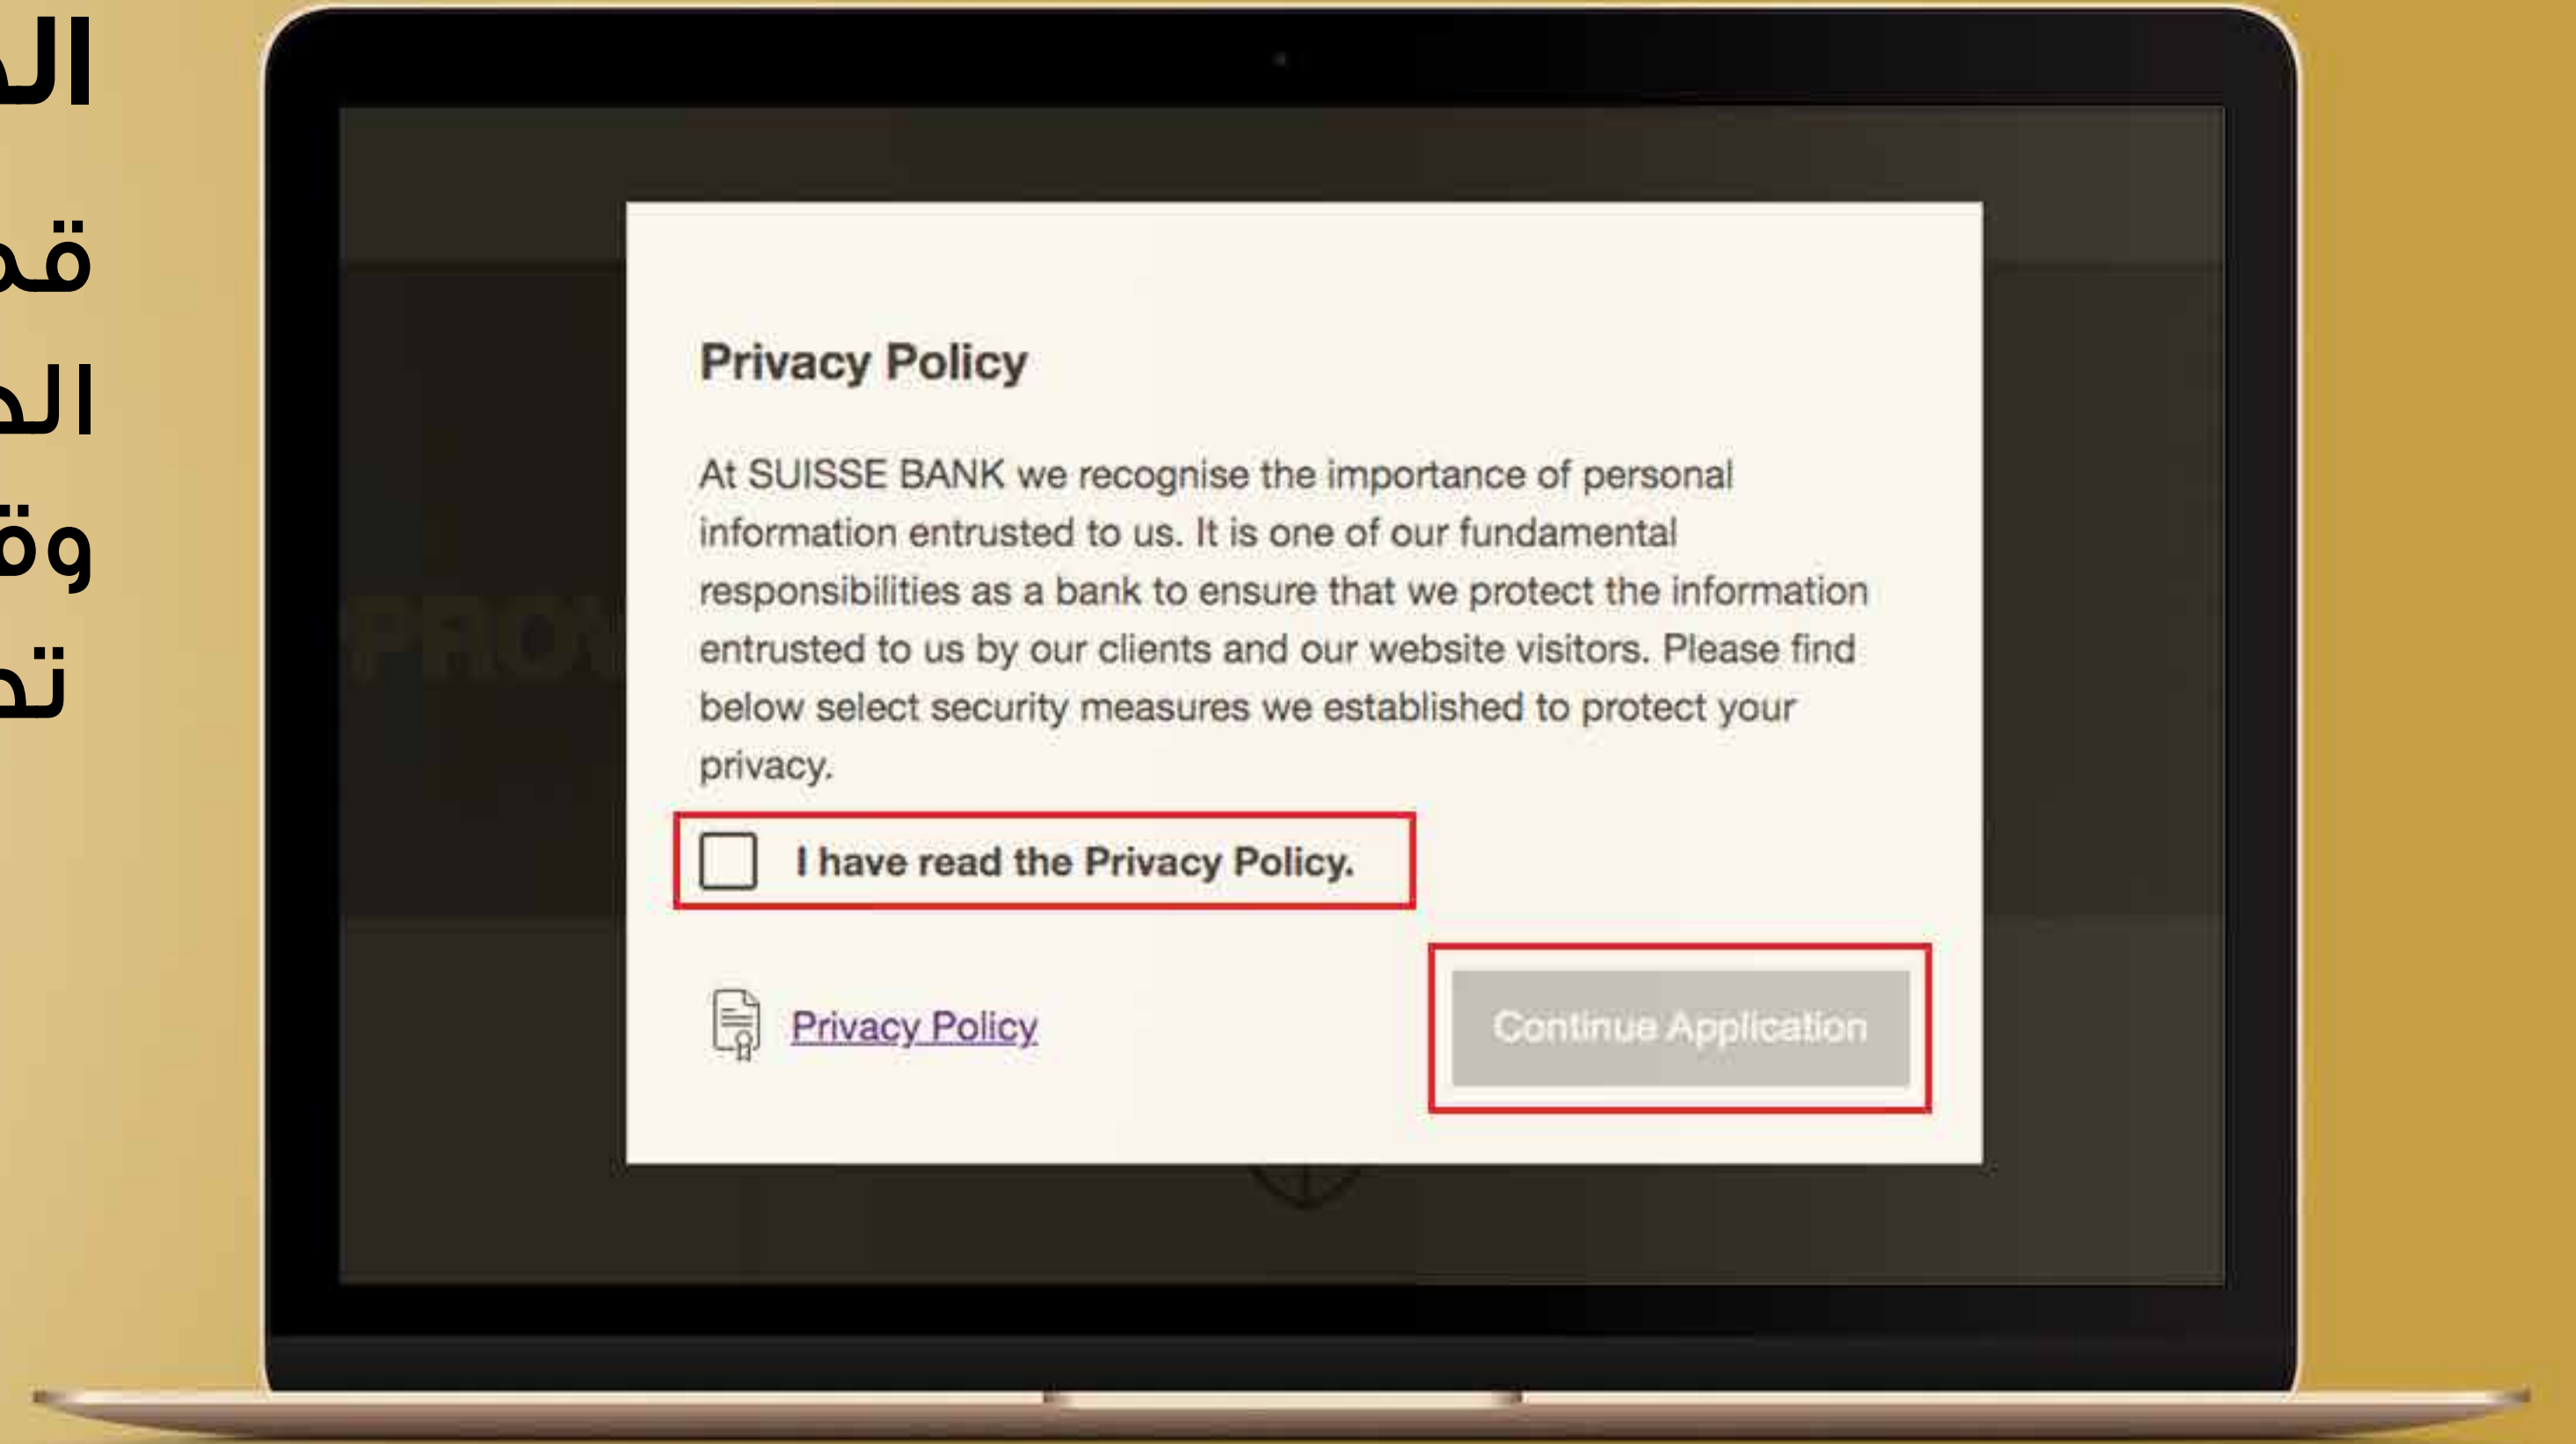 Privacy Policy
At SUISSE BANK we recognise the importance of personal
information entrusted to us. It is one of our fundamental
responsibilities as a bank to ensure that we protect the information
entrusted to us by our clients and our website visitors. Please find
below select security measures we established to protect your
privacy.
I have read the Privacy Policy.
Privacy Policy
Continue Application